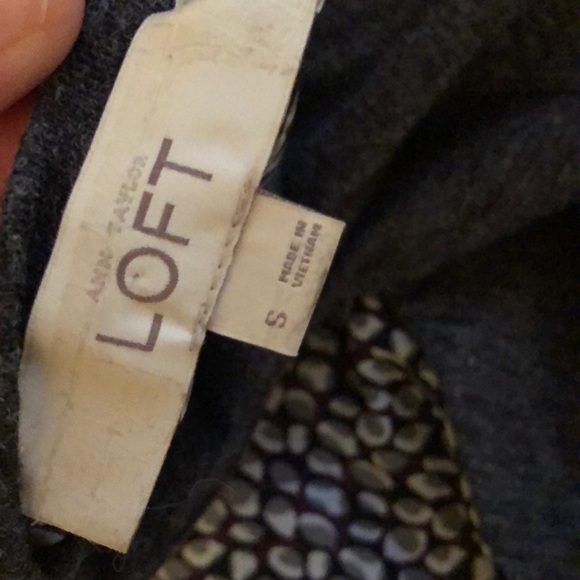 ANN TAYLOR
LOFT
S
MADE IN
VIETNAM